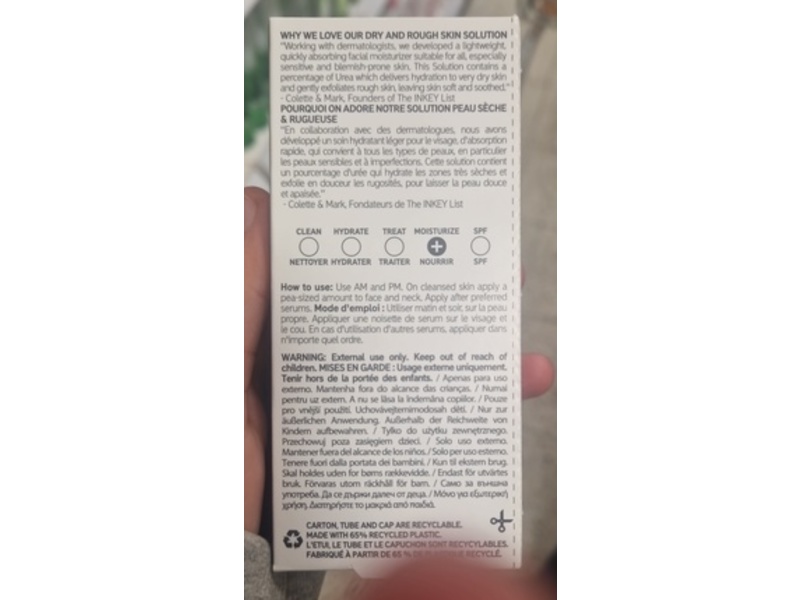 WHY WE LOVE OUR DRY AND ROUGH SKIN SOLUTION
"Working with dermatologists, we developed a lightweight,
quickly absorbing facial moisturizer suitable for all, especially
sensitive and blemish-prone skin. This Solution contains a
percentage of Urea which delivers hydration to very dry skin
and gently exfoliates rough skin, leaving skin soft and soothed."
- Colette & Mark, Founders of The INKEY List
POURQUOI ON ADORE NOTRE SOLUTION PEAU SÈCHE
& RUGUEUSE
"En collaboration avec des dermatologues, nous avons
développé un soin hydratant léger pour le visage, d'absorption
rapide, qui convient à tous les types de peaux, en particulier
les peaux sensibles et à imperfections. Cette solution contient
un pourcentage d'urée qui hydrate les zones très sèches et
exfolie en douceur les rugosités, pour laisser la peau douce
et apaisée."
- Colette & Mark, Fondateurs de The INKEY List
CLEAN HYDRATE TREAT MOISTURIZE SPF
NETTOYER HYDRATER TRAITER NOURRIR SPF
How to use: Use AM and PM. On cleansed skin apply a
pea-sized amount to face and neck. Apply after preferred
serums. Mode d'emploi : Utiliser matin et soir, sur la peau
propre. Appliquer une noisette de serum sur le visage et
le cou. En cas d'utilisation d'autres serums, appliquer dans
n'importe quel ordre.
WARNING: External use only. Keep out of reach of
children. MISES EN GARDE : Usage externe uniquement.
Tenir hors de la portée des enfants. / Apenas para uso
externo. Mantenha fora do alcance das crianças. / Numai
pentru uz extern. A nu se lăsa la îndemâna copiilor. / Pouze
pro vnější použití. Uchovávejtemimodosah dětí. / Nur zur
äußerlichen Anwendung. Außerhalb der Reichweite von
Kindern aufbewahren. / Tylko do użytku zewnętrznego.
Przechowuj poza zasięgiem dzieci. / Solo uso externo.
Mantener fuera del alcance de los niños. / Solo per uso esterno.
Tenere fuori dalla portata dei bambini. / Kun til ekstern brug.
Skal holdes uden for børns rækkevidde. / Endast för utvärtes
bruk. Förvaras utom räckhåll för barn. / Само за външна
употреба. Да се държи далеч от деца. / Μόνο για εξωτερική
χρήση. Διατηρήστε το μακριά από παιδιά.
CARTON, TUBE AND CAP ARE RECYCLABLE.
MADE WITH 65% RECYCLED PLASTIC.
L'ETUI, LE TUBE ET LE CAPUCHON SONT RECYCYLABLES.
FABRIQUÉ À PARTIR DE 65 % DE PLASTIQUE RECYCLÉ.